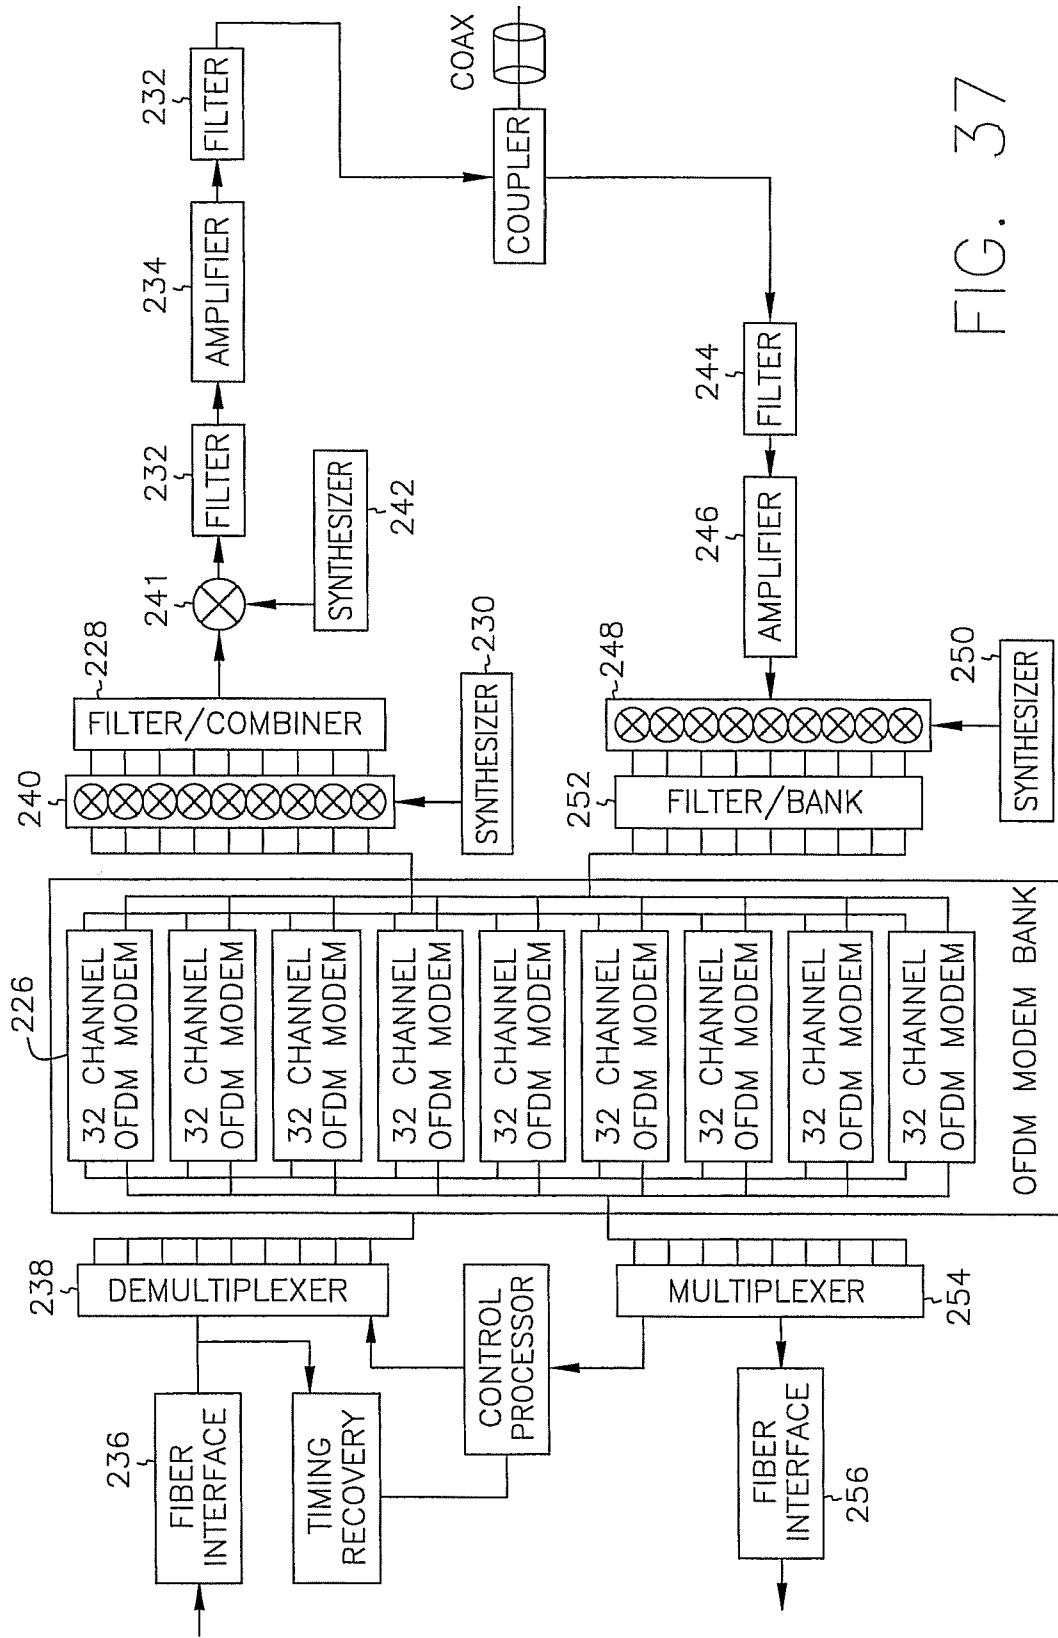 236
FIBER
INTERFACE
TIMING
RECOVERY
238
DEMULTIPLEXER
CONTROL
PROCESSOR
MULTIPLEXER
254
FIBER
INTERFACE
256
226
32 CHANNEL
OFDM MODEM
32 CHANNEL
OFDM MODEM
32 CHANNEL
OFDM MODEM
32 CHANNEL
OFDM MODEM
32 CHANNEL
OFDM MODEM
32 CHANNEL
OFDM MODEM
32 CHANNEL
OFDM MODEM
32 CHANNEL
OFDM MODEM
32 CHANNEL
OFDM MODEM
OFDM MODEM BANK
240
228
FILTER/COMBINER
SYNTHESIZER
230
241
SYNTHESIZER
242
232
FILTER
234
AMPLIFIER
232
FILTER
COAX
COUPLER
244
FILTER
246
AMPLIFIER
248
252
FILTER/BANK
250
SYNTHESIZER
FIG. 37